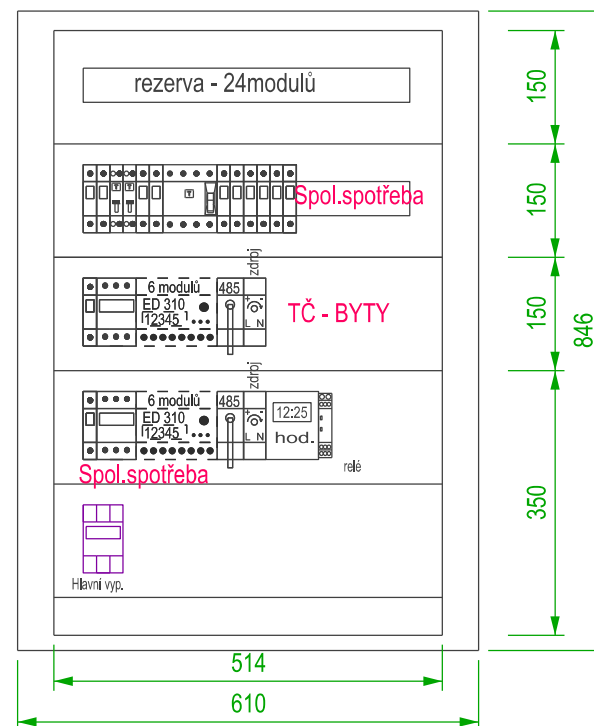 rezerva - 24modulů
150
Spol.spotřeba
150
zdroj
6 modulů
485
ED 310
12345
+ -
L N
TČ - BYTY
150
846
zdroj
6 modulů
485
ED 310
12345
+ -
L N
12:25
hod.
relé
Spol.spotřeba
350
Hlavní vyp.
514
610